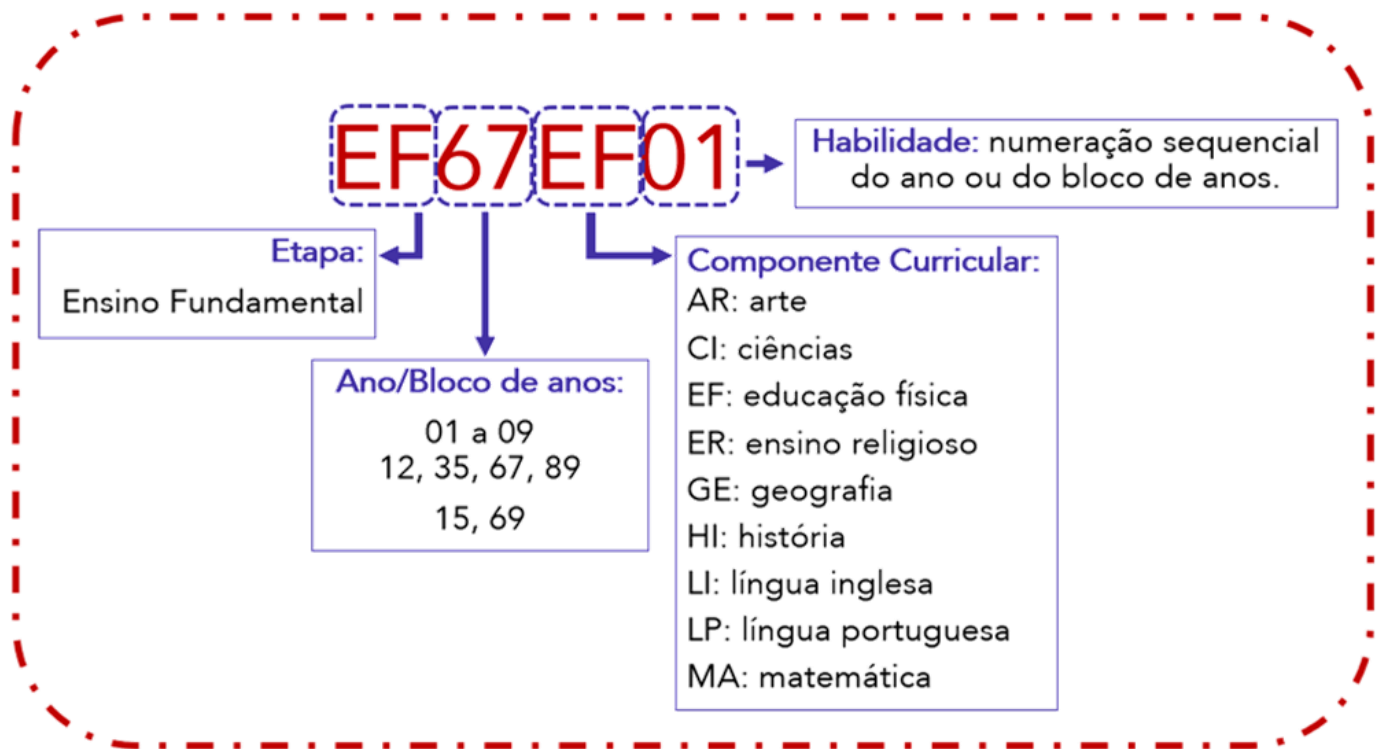 EF67EF01
Habilidade: numeração sequencial
do ano ou do bloco de anos.
Etapa:
Ensino Fundamental
Ano/Bloco de anos:
01 a 09
12, 35, 67, 89
15, 69
Componente Curricular:
AR: arte
CI: ciências
EF: educação física
ER: ensino religioso
GE: geografia
HI: história
LI: língua inglesa
LP: língua portuguesa
MA: matemática